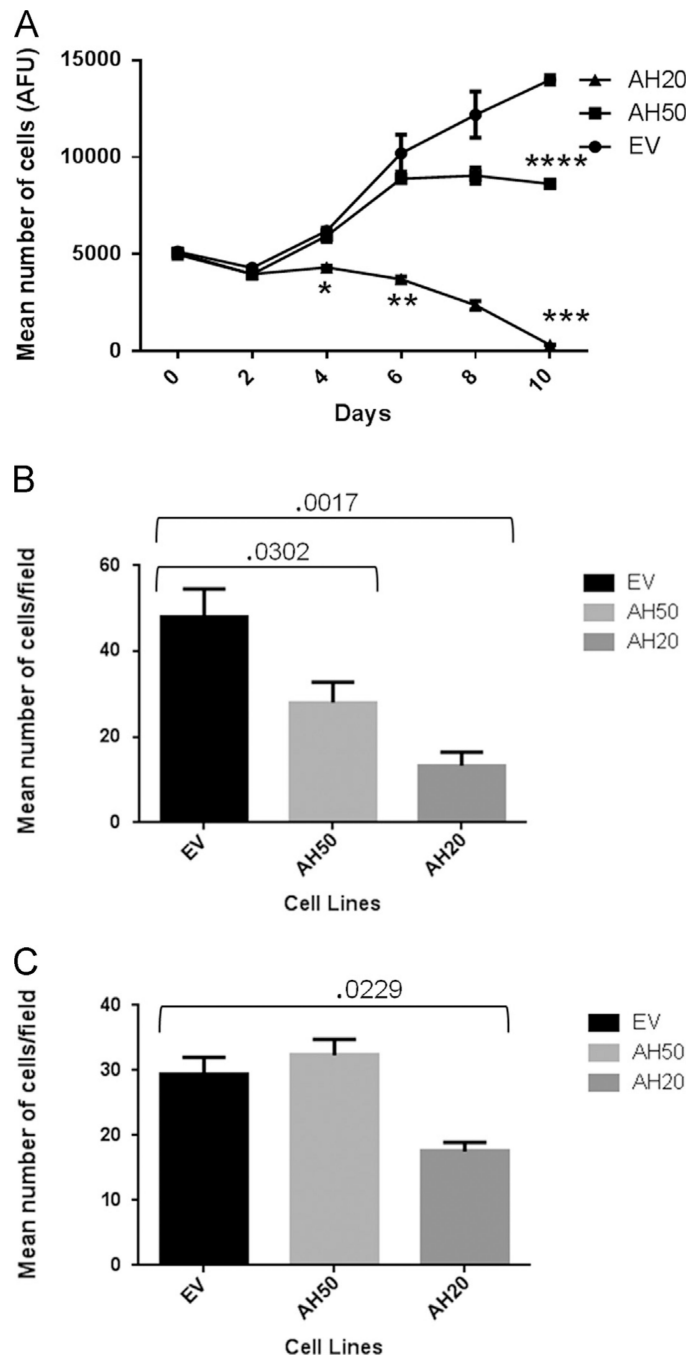 A
Mean number of cells (AFU)
15000
10000
5000
0
0 2 4 6 8 10
Days
AH20
AH50
EV
****
*
**
***
B
Mean number of cells/field
.0017
.0302
60
40
20
0
EV AH50 AH20
Cell Lines
EV
AH50
AH20
C
Mean number of cells/field
.0229
40
30
20
10
0
EV AH50 AH20
Cell Lines
EV
AH50
AH20